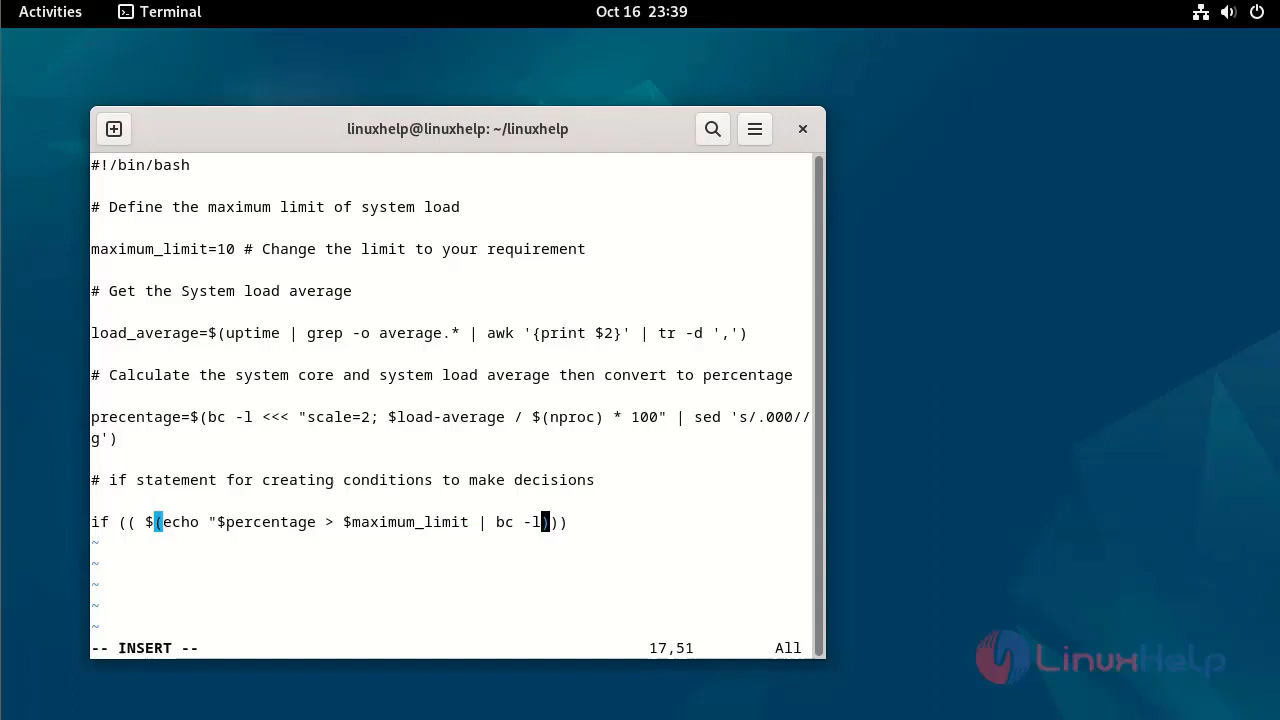 Activities Terminal Oct 16 23:39
linuxhelp@linuxhelp: ~/linuxhelp
#!/bin/bash
# Define the maximum limit of system load
maximum_limit=10 # Change the limit to your requirement
# Get the System load average
load_average=$(uptime | grep -o average.* | awk '{print $2}' | tr -d ',')
# Calculate the system core and system load average then convert to percentage
precentage=$(bc -l <<< "scale=2; $load-average / $(nproc) * 100" | sed 's/.000//
g')
# if statement for creating conditions to make decisions
if (( $(echo "$percentage > $maximum_limit | bc -l)))
~
~
~
~
~
-- INSERT -- 17,51 All
LinuxHelp